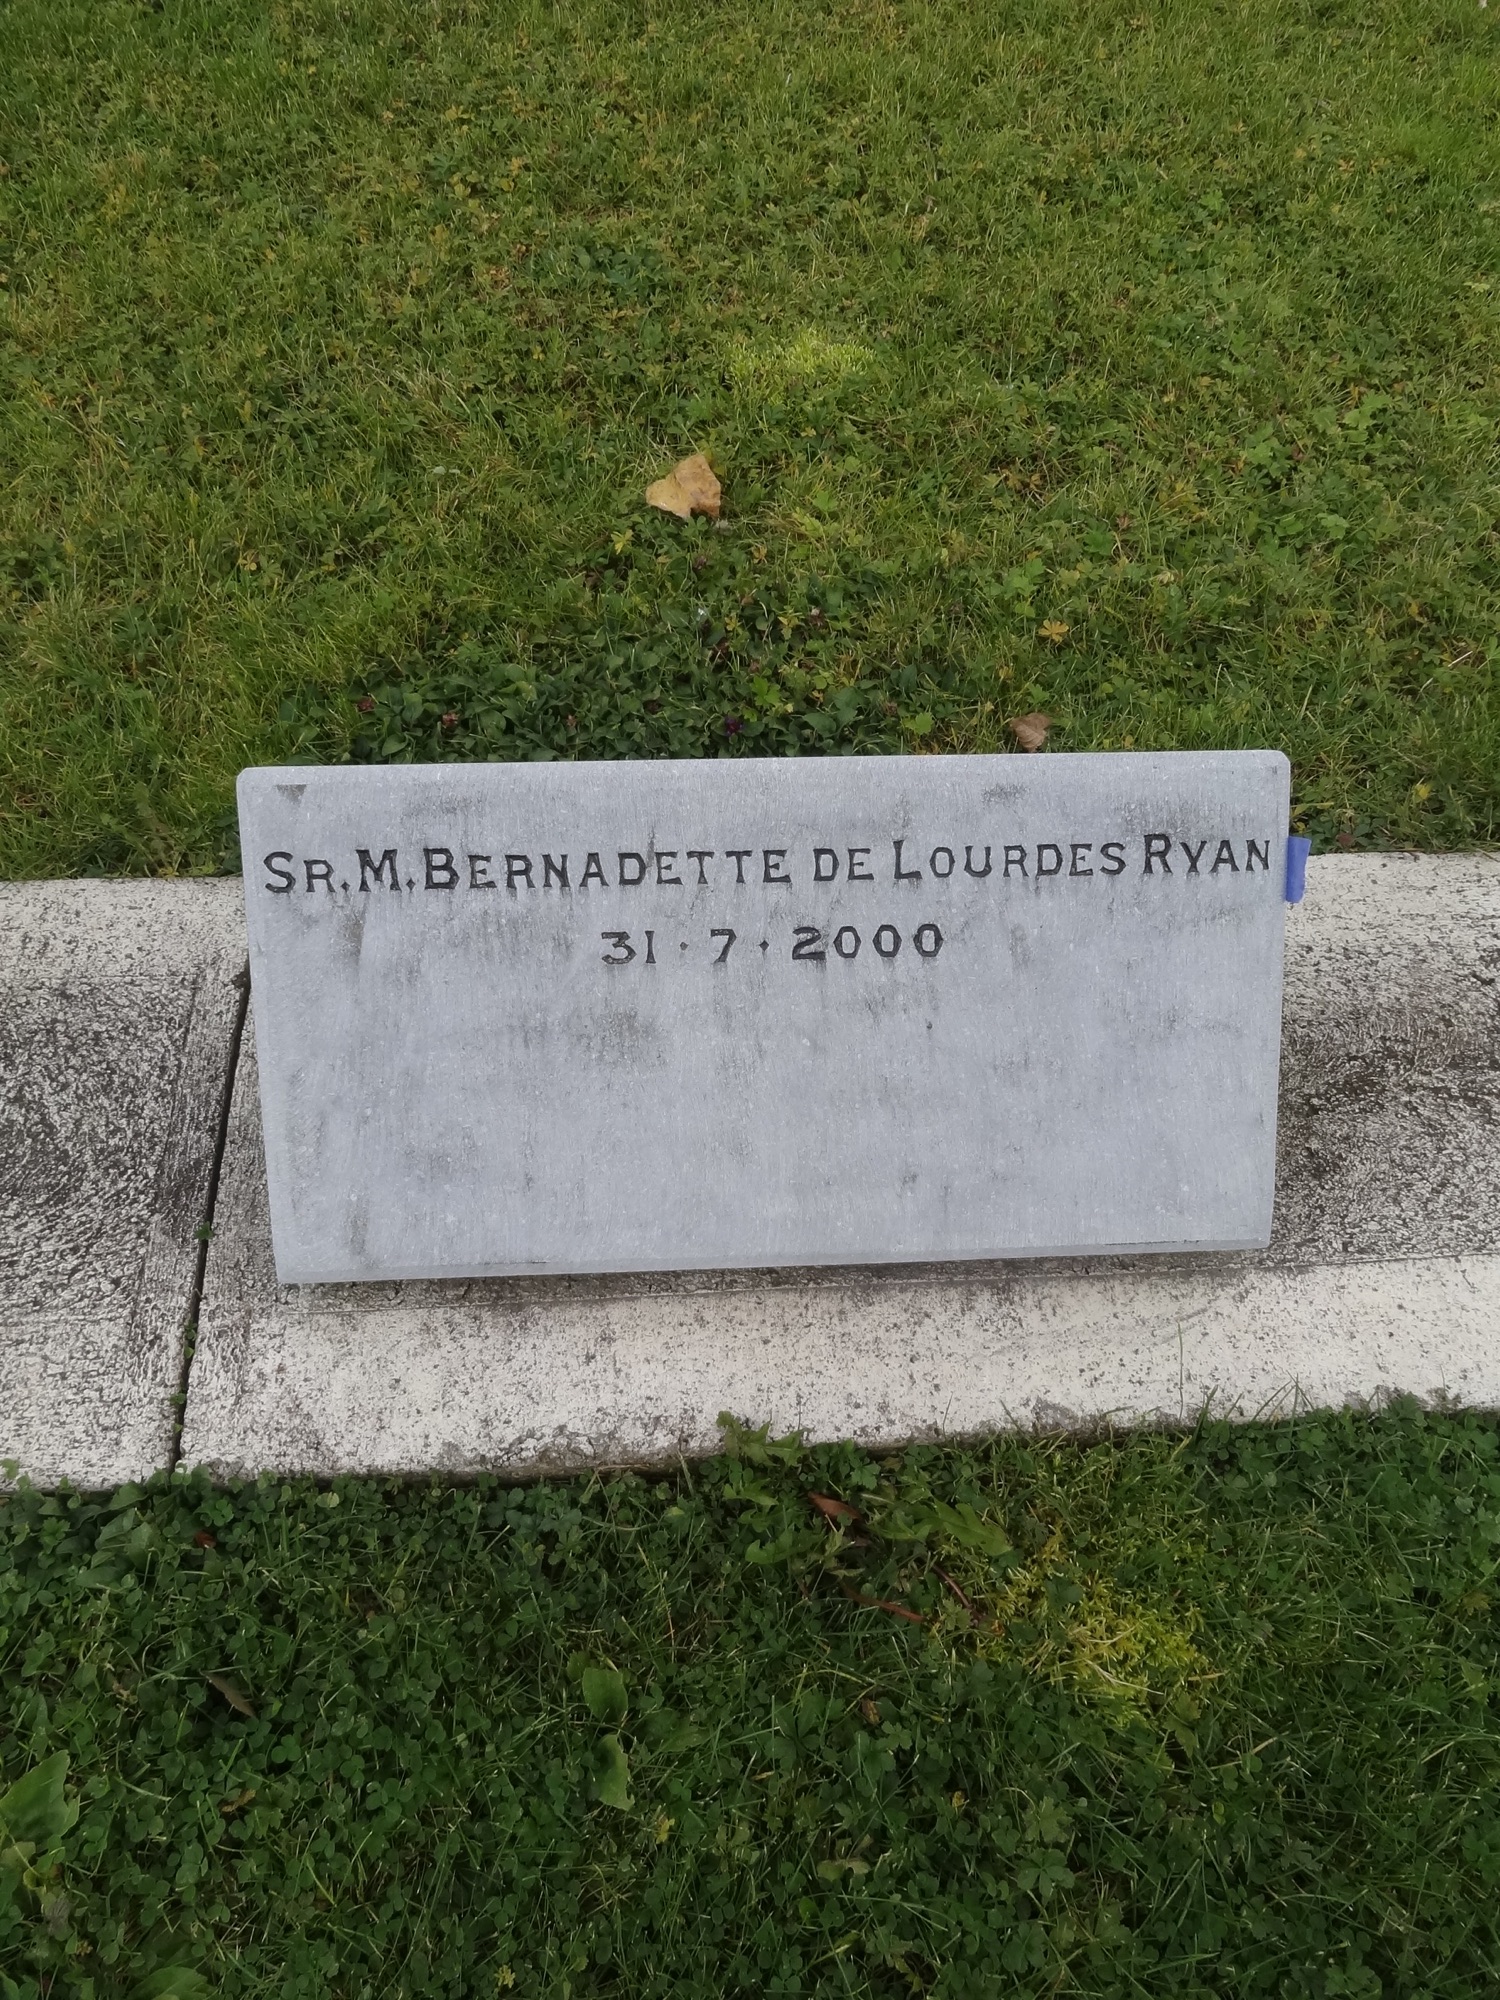 SR. M. BERNADETTE DE LOURDES RYAN
31 · 7 · 2000